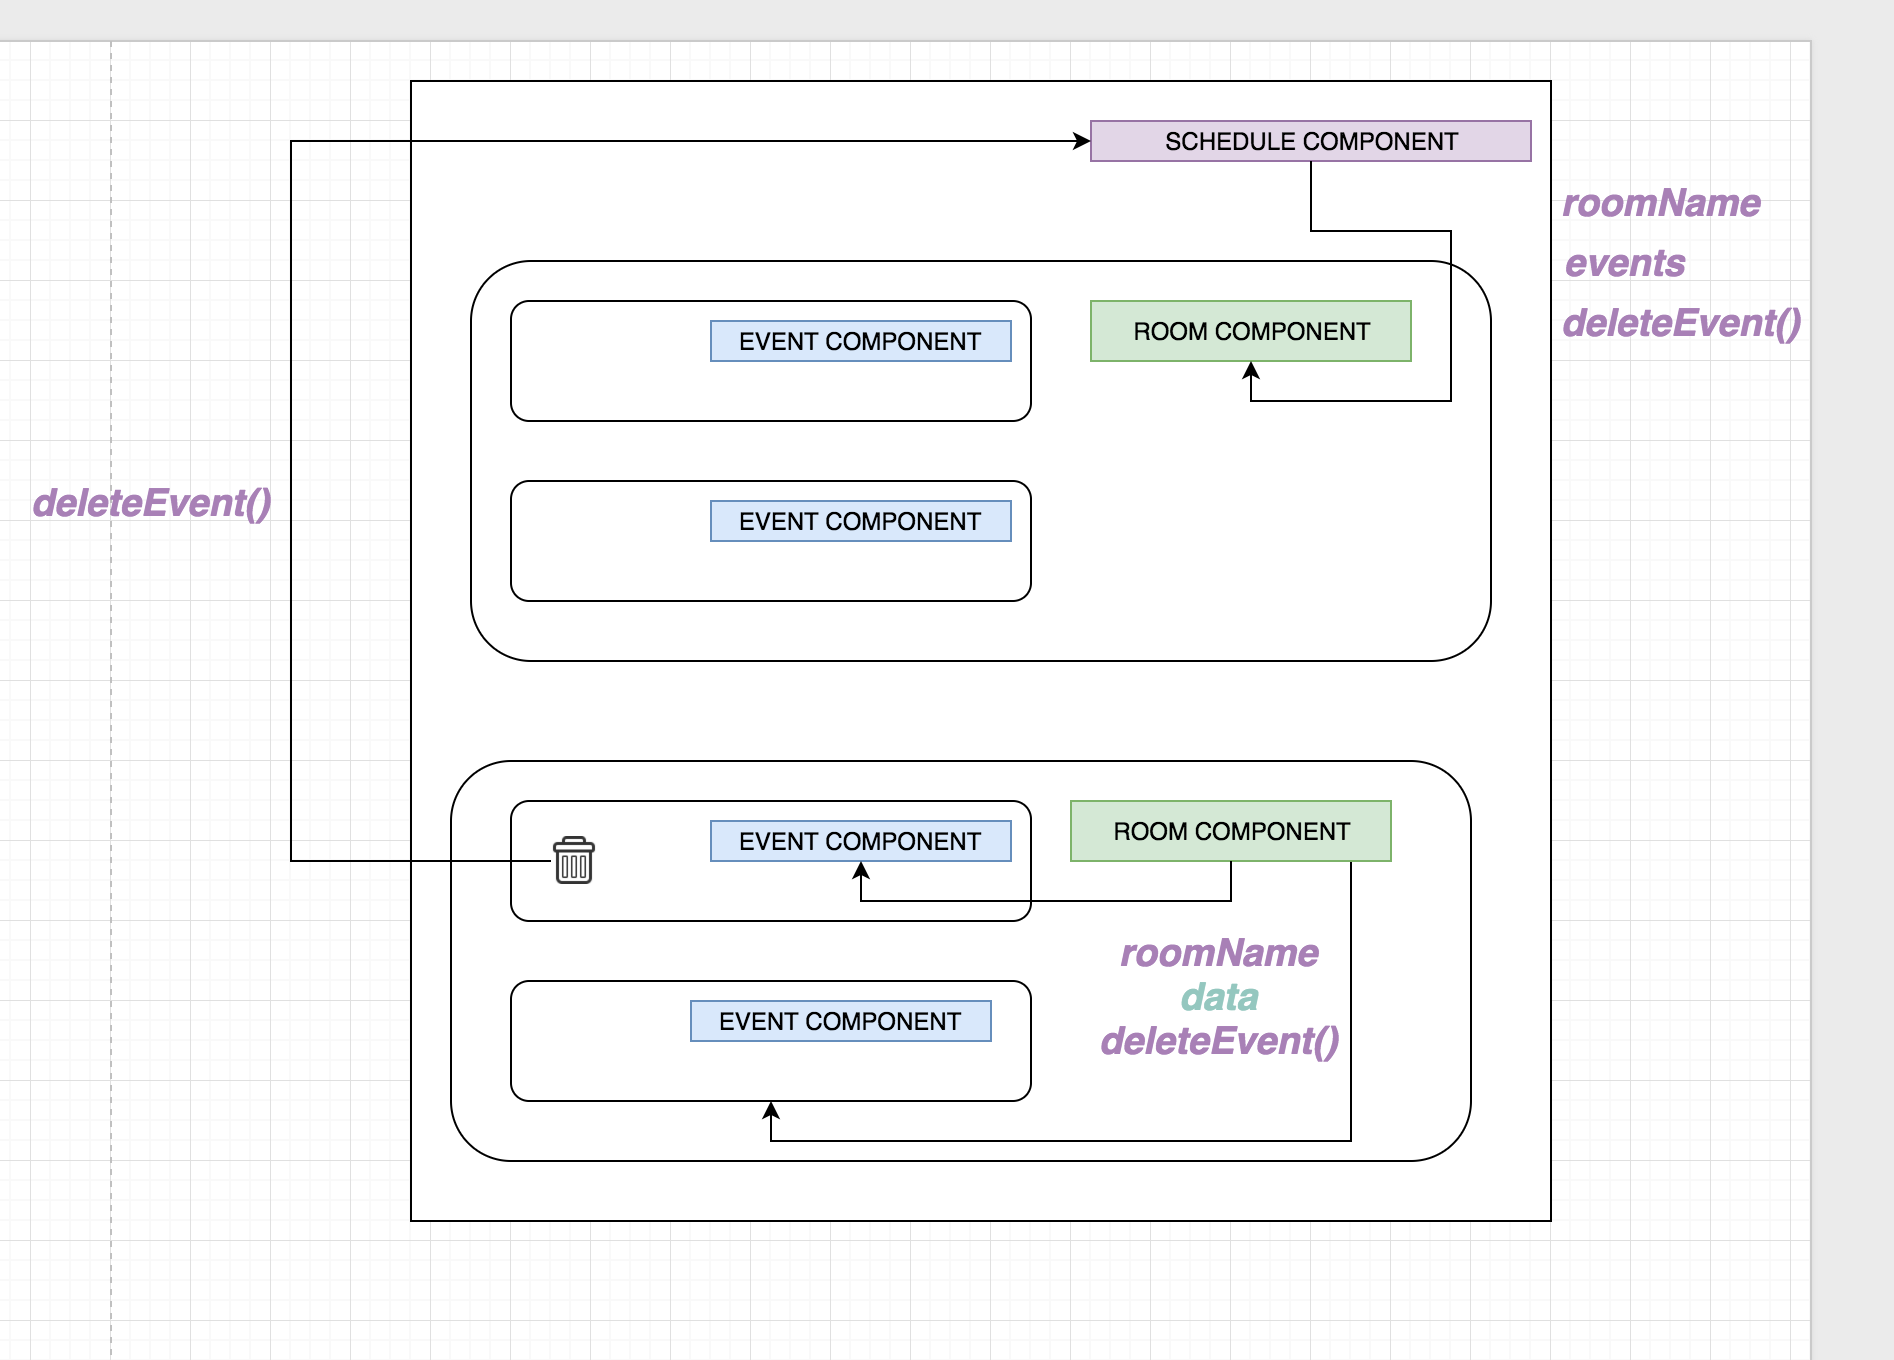 SCHEDULE COMPONENT
roomName
events
deleteEvent()
EVENT COMPONENT
ROOM COMPONENT
deleteEvent()
EVENT COMPONENT
EVENT COMPONENT
ROOM COMPONENT
roomName
data
deleteEvent()
EVENT COMPONENT